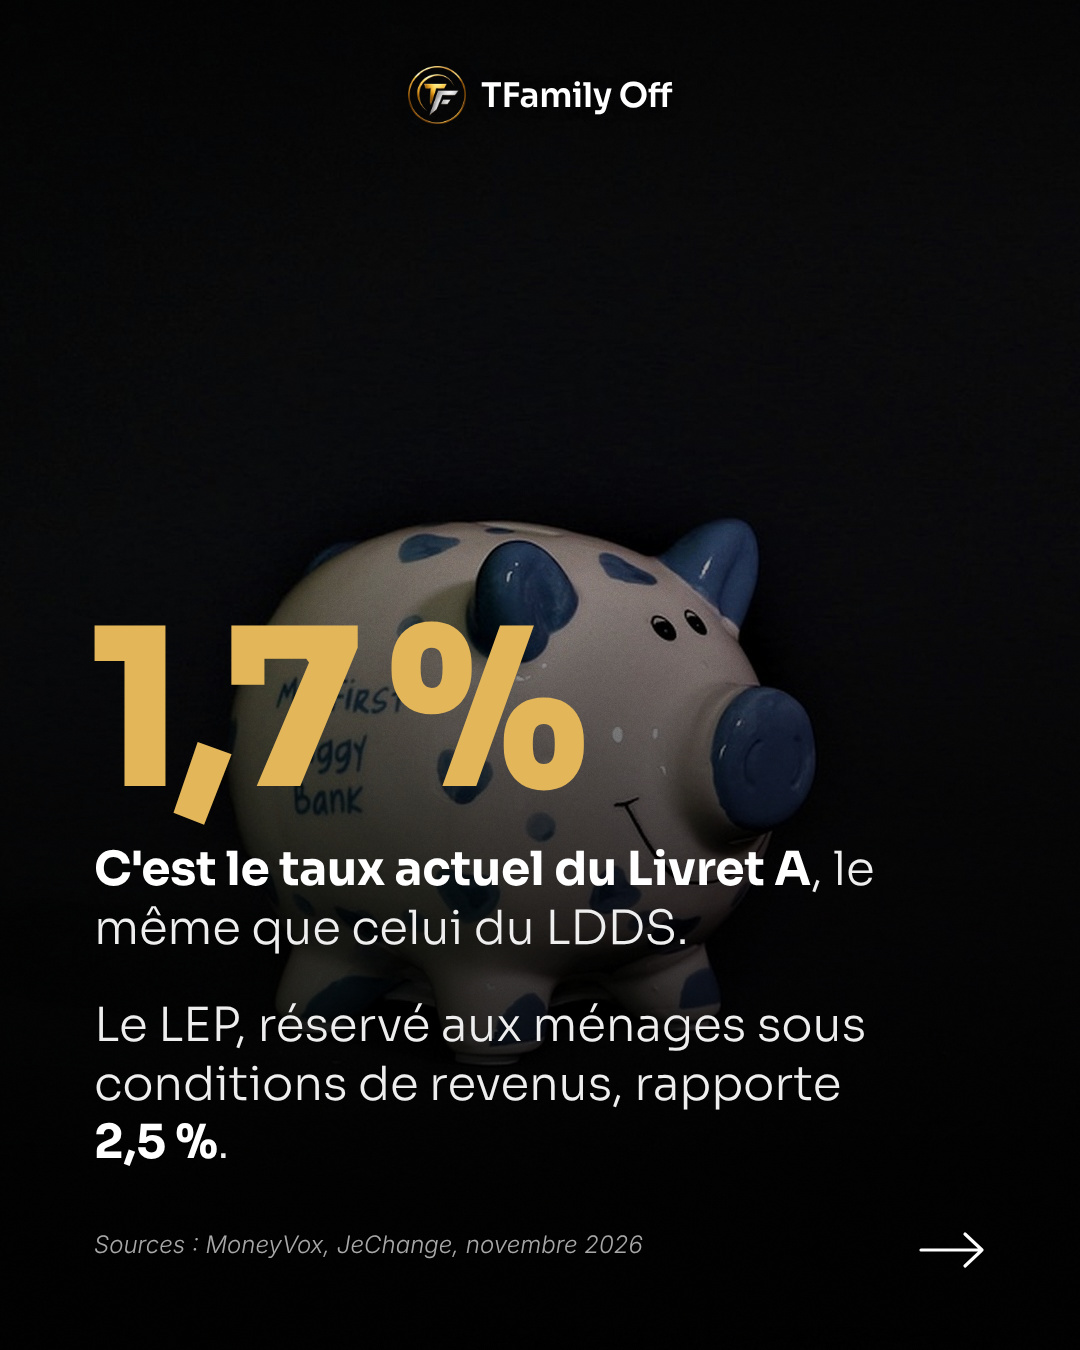 TFamily Off
1,7 %
C'est le taux actuel du Livret A, le
même que celui du LDDS.
Le LEP, réservé aux ménages sous
conditions de revenus, rapporte
2,5 %.
Sources : MoneyVox, JeChange, novembre 2026